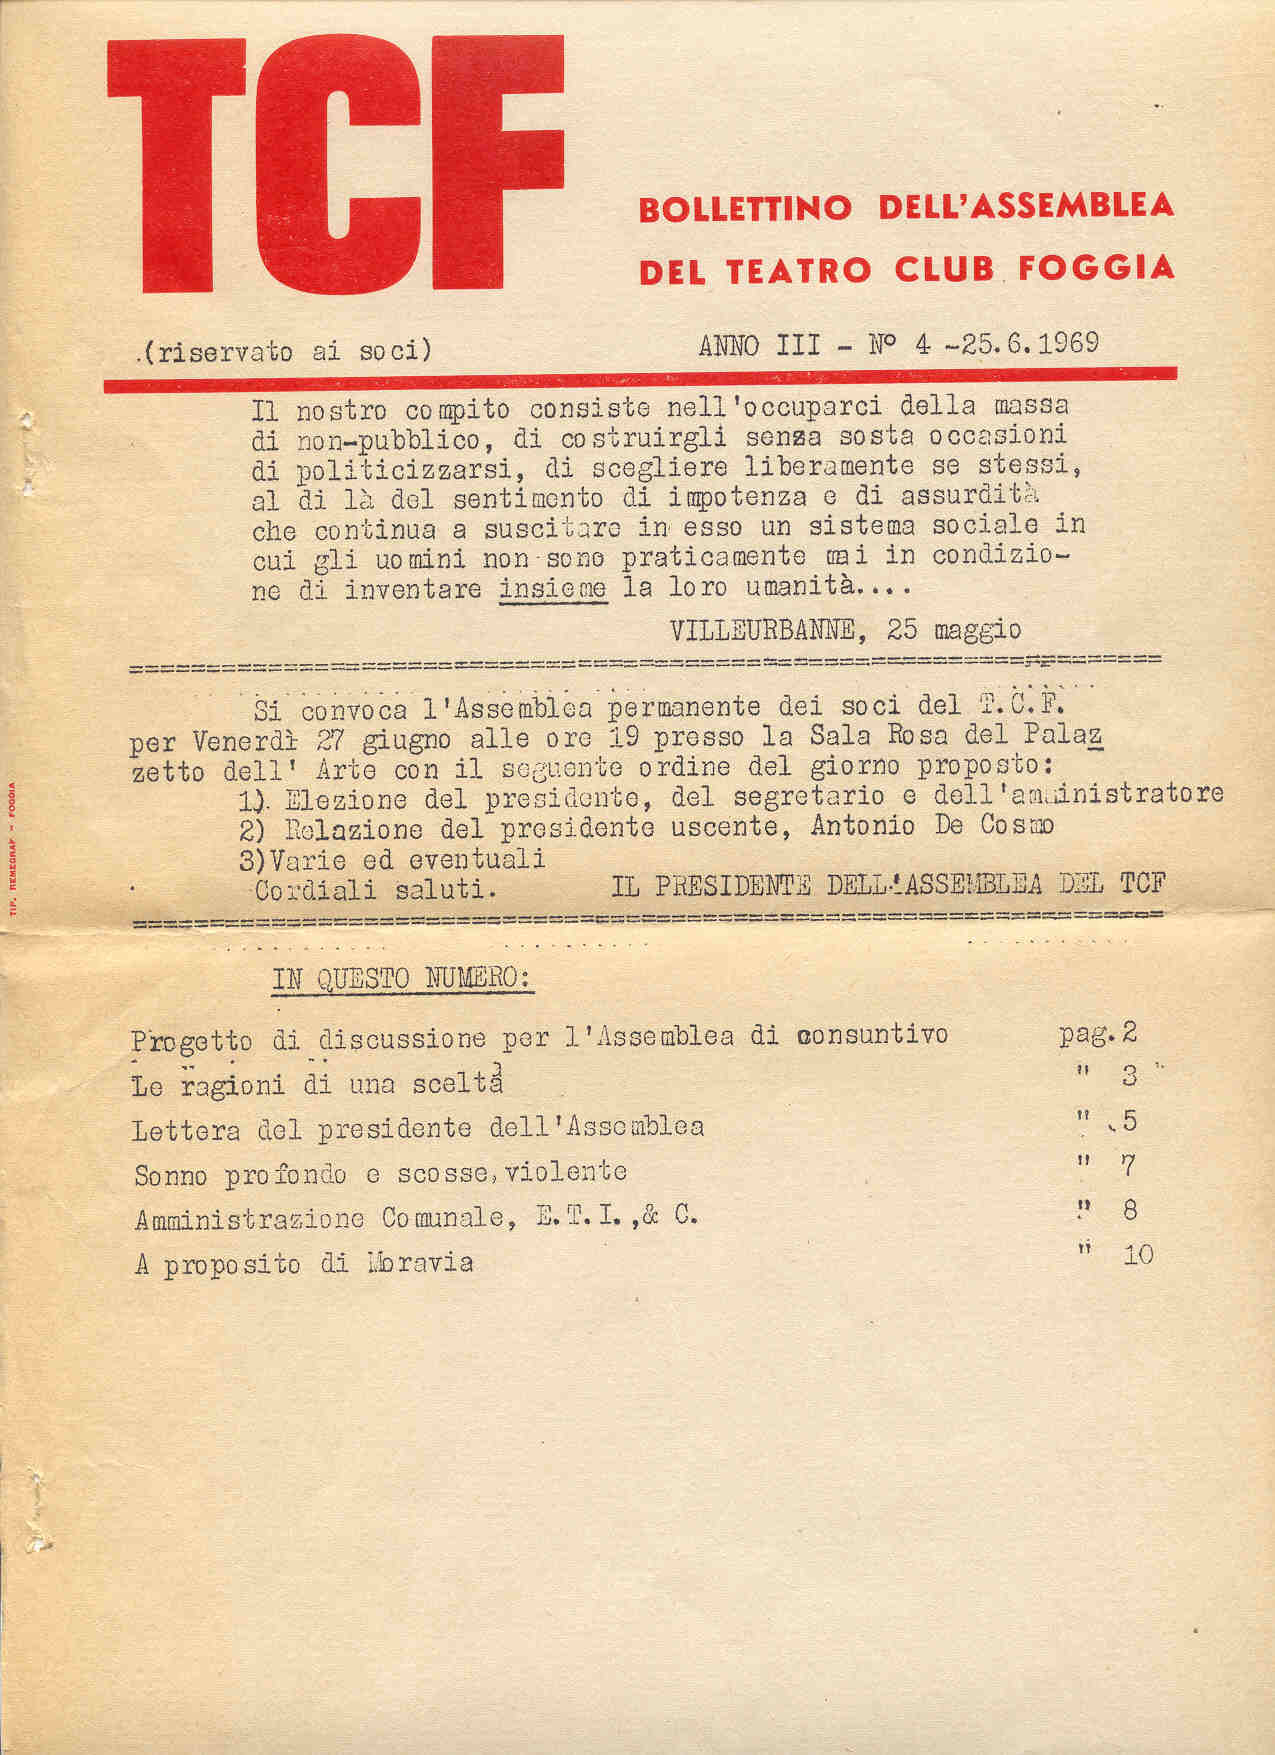 TCF
BOLLETTINO DELL'ASSEMBLEA
DEL TEATRO CLUB FOGGIA
(riservato ai soci)
ANNO III - N° 4 -25.6.1969
Il nostro compito consiste nell'occuparci della massa
di non-pubblico, di costruirgli senza sosta occasioni
di politicizzarsi, di scegliere liberamente se stessi,
al di là del sentimento di impotenza e di assurdità
che continua a suscitare in esso un sistema sociale in
cui gli uomini non sono praticamente mai in condizio-
ne di inventare insieme la loro umanità....
VILLEURBANNE, 25 maggio
Si convoca l'Assemblea permanente dei soci del T.C.F.
per Venerdì 27 giugno alle ore 19 presso la Sala Rosa del Palaz
zetto dell' Arte con il seguente ordine del giorno proposto:
1). Elezione del presidente, del segretario e dell'amministratore
2) Relazione del presidente uscente, Antonio De Cosmo
3)Varie ed eventuali
Cordiali saluti. IL PRESIDENTE DELL'ASSEMBLEA DEL TCF
IN QUESTO NUMERO:
Progetto di discussione per l'Assemblea di consuntivo pag.2
Le ragioni di una scelta " 3
Lettera del presidente dell'Assemblea " 5
Sonno profondo e scosse,violente " 7
Amministrazione Comunale, E.T.I.,& C. " 8
A proposito di Moravia " 10
TIP. REMEGRAF - FOGGIA